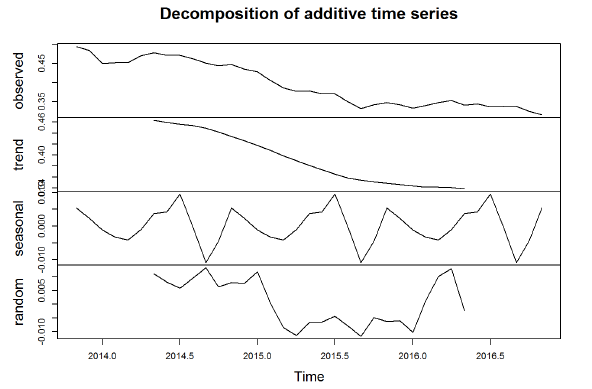 Decomposition of additive time series
observed
0.45
0.35
trend
0.46
0.40
seasonal
0.000
-0.010
random
0.005
-0.010
2014.0 2014.5 2015.0 2015.5 2016.0 2016.5
Time